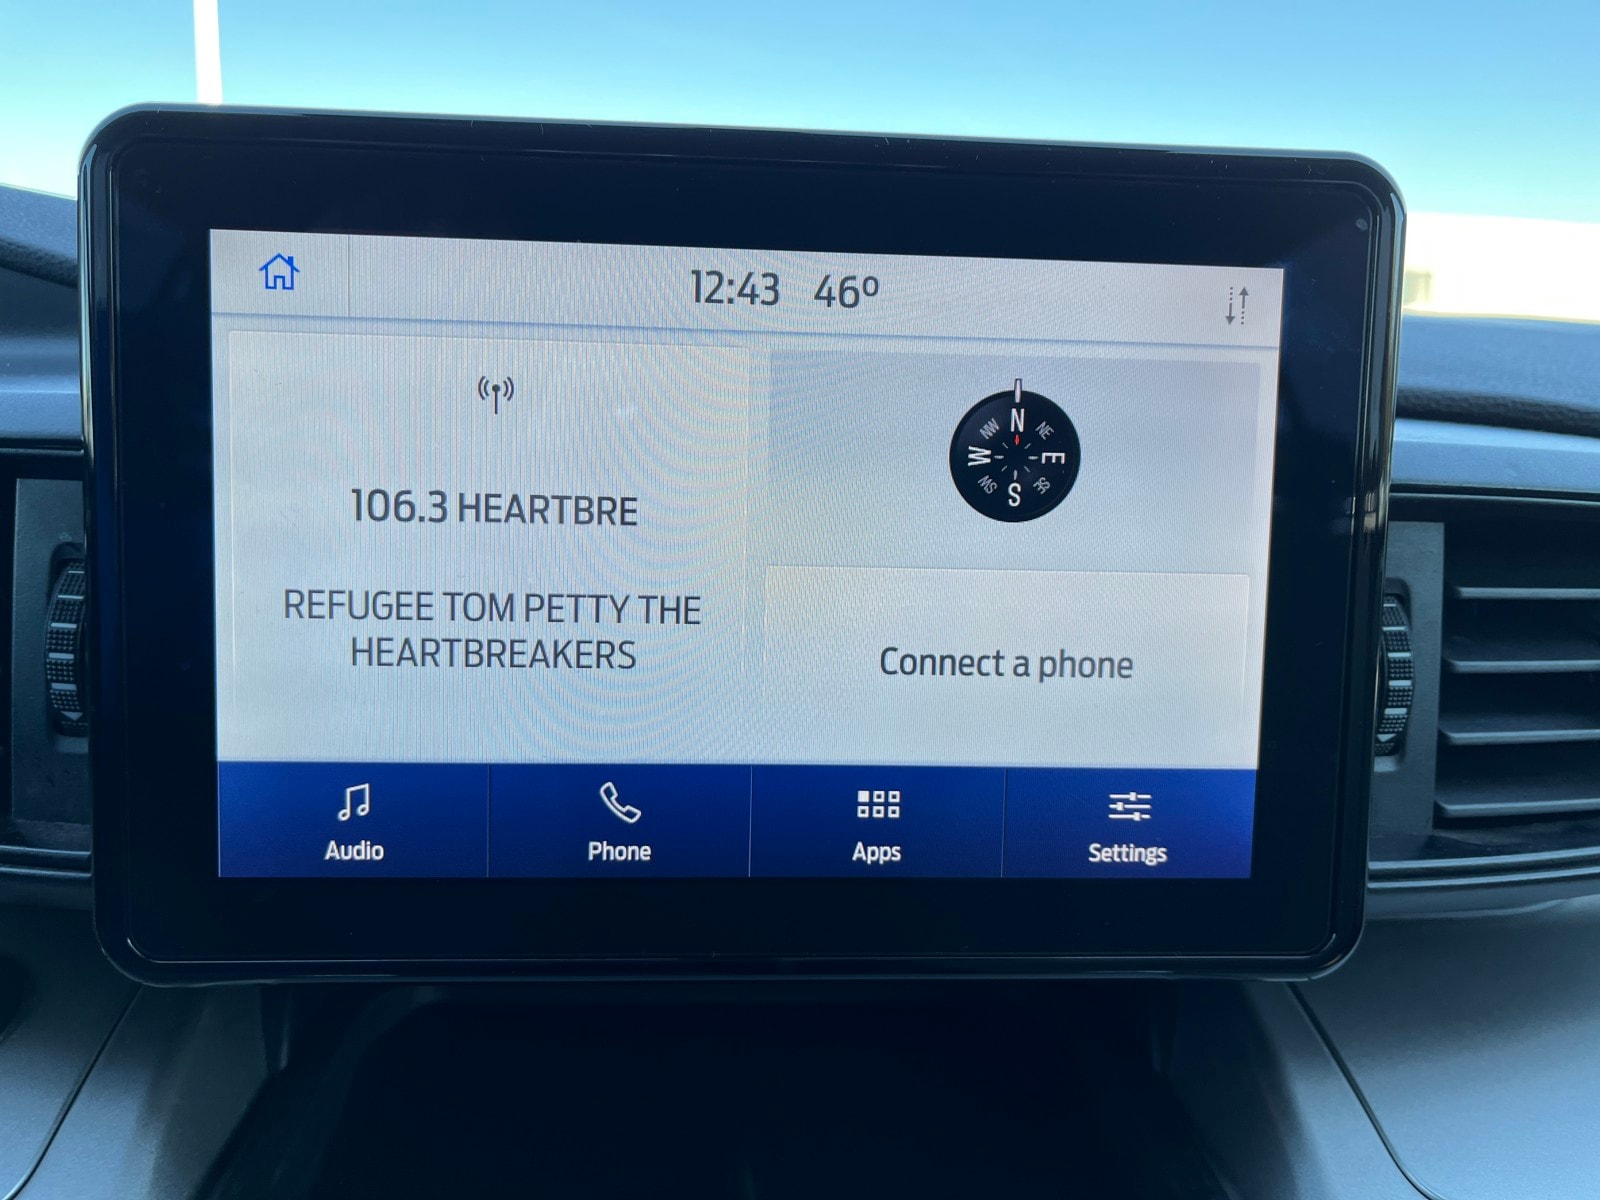 12:43 46º
106.3 HEARTBRE
REFUGEE TOM PETTY THE
HEARTBREAKERS
N
NW NE
W E
SW SE
S
Connect a phone
Audio Phone Apps Settings